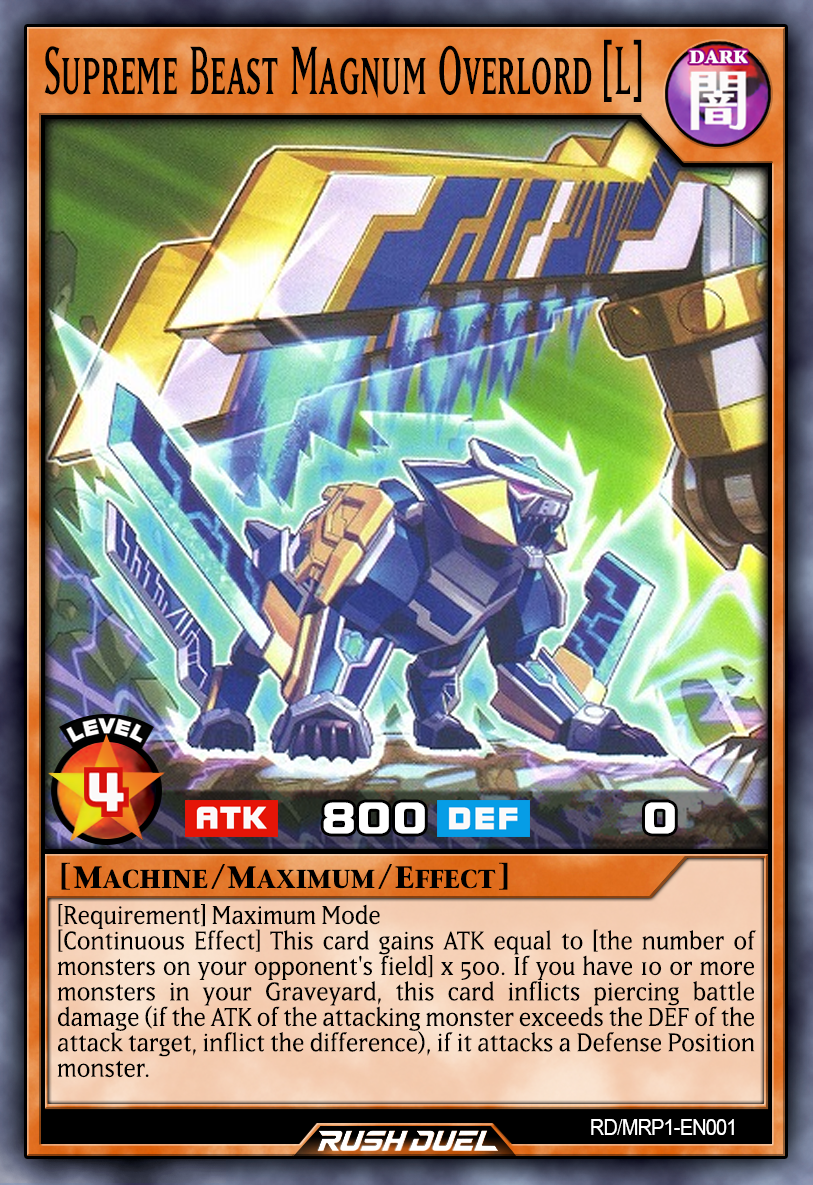 Supreme Beast Magnum Overlord [L]
DARK
闇
LEVEL
4
ATK 800 DEF 0
[Machine/Maximum/Effect]
[Requirement] Maximum Mode
[Continuous Effect] This card gains ATK equal to [the number of
monsters on your opponent's field] x 500. If you have 10 or more
monsters in your Graveyard, this card inflicts piercing battle
damage (if the ATK of the attacking monster exceeds the DEF of the
attack target, inflict the difference), if it attacks a Defense Position
monster.
RUSH DUEL
RD/MRP1-EN001